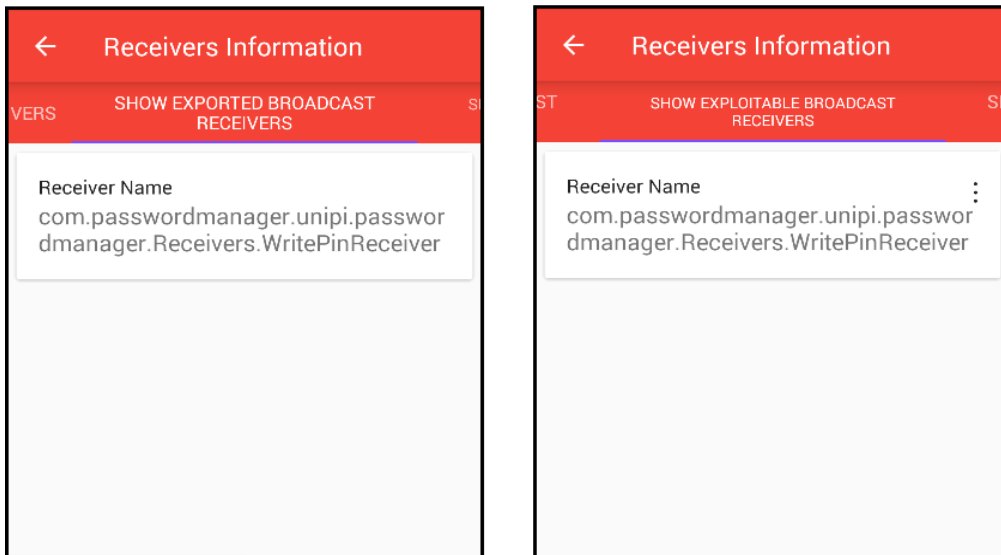 Receivers Information
IVERS
SHOW EXPORTED BROADCAST
RECEIVERS
Receiver Name
com.passwordmanager.unipi.passwor
dmanager.Receivers.WritePinReceiver
Receivers Information
ST
SHOW EXPLOITABLE BROADCAST
RECEIVERS
Receiver Name
com.passwordmanager.unipi.passwor
dmanager.Receivers.WritePinReceiver